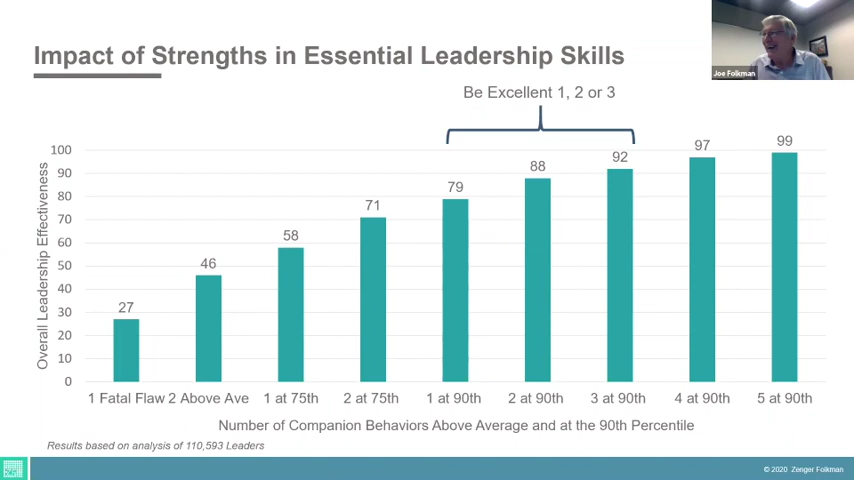 Impact of Strengths in Essential Leadership Skills
Joe Folkman
Be Excellent 1, 2 or 3
Overall Leadership Effectiveness
100
90
80
70
60
50
40
30
20
10
0
27
46
58
71
79
88
92
97
99
1 Fatal Flaw 2 Above Ave 1 at 75th 2 at 75th 1 at 90th 2 at 90th 3 at 90th 4 at 90th 5 at 90th
Number of Companion Behaviors Above Average and at the 90th Percentile
Results based on analysis of 110,593 Leaders
© 2020 Zenger Folkman